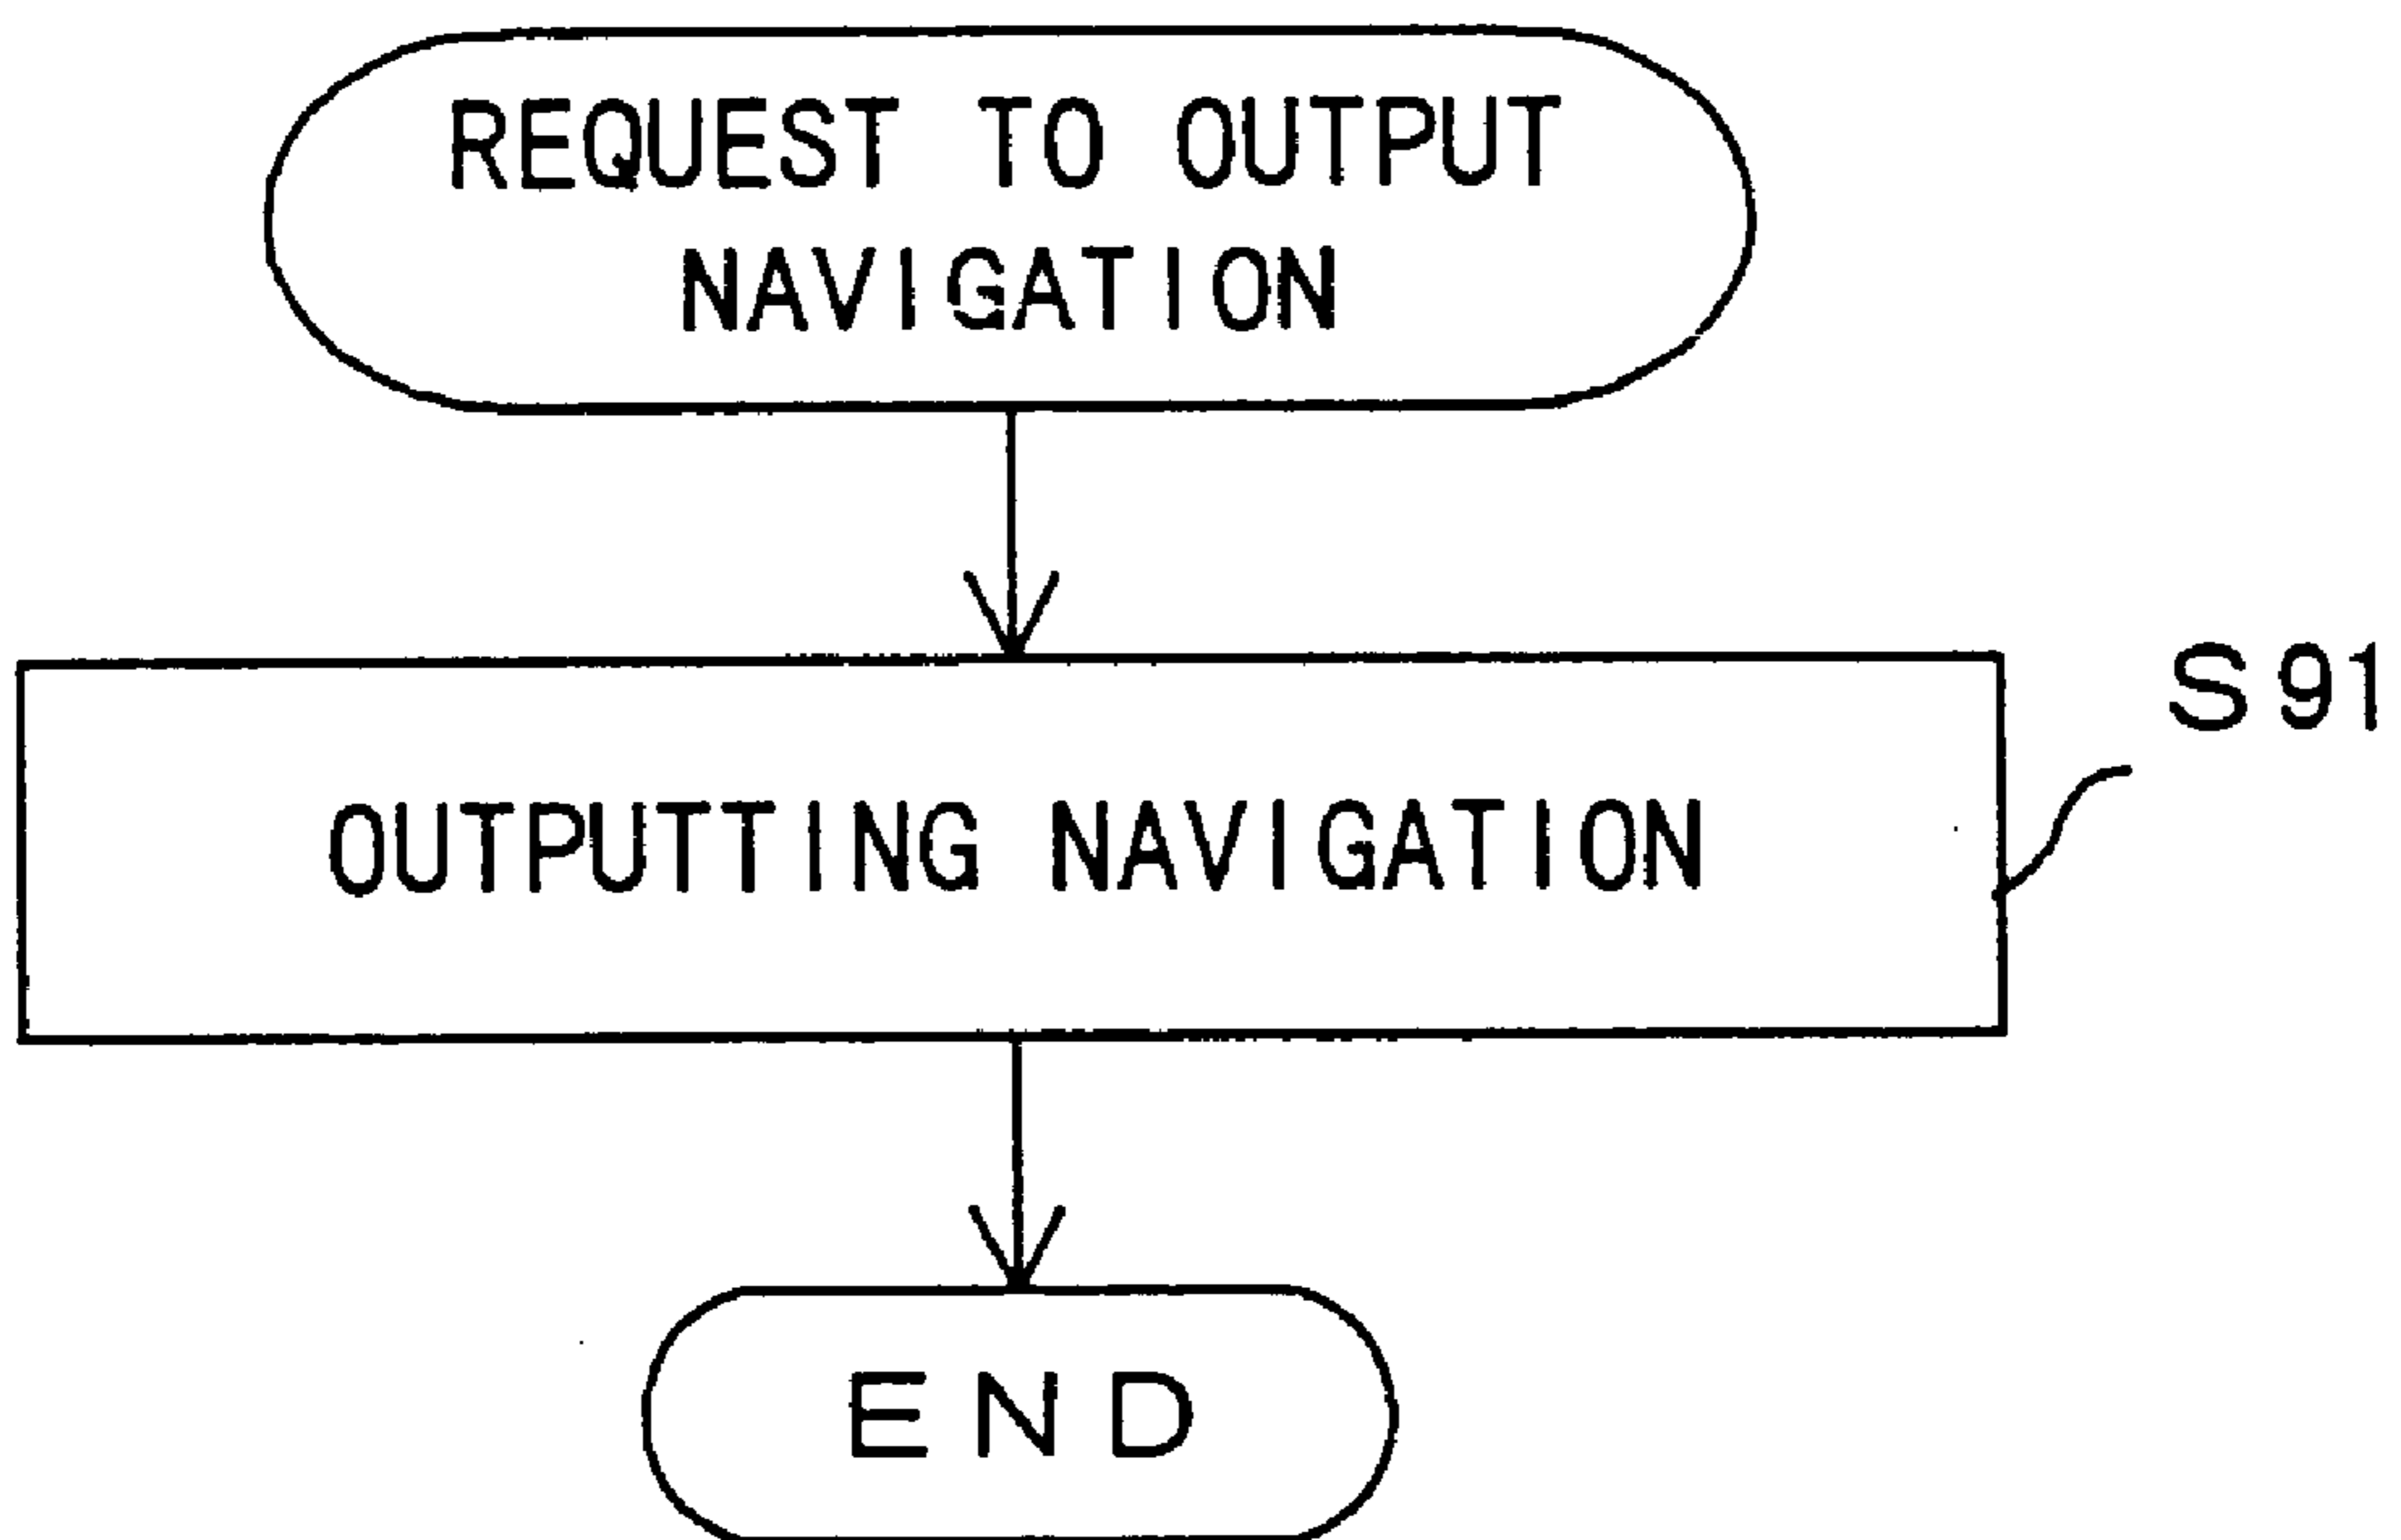 REQUEST TO OUTPUT
NAVIGATION
S91
OUTPUTTING NAVIGATION
END